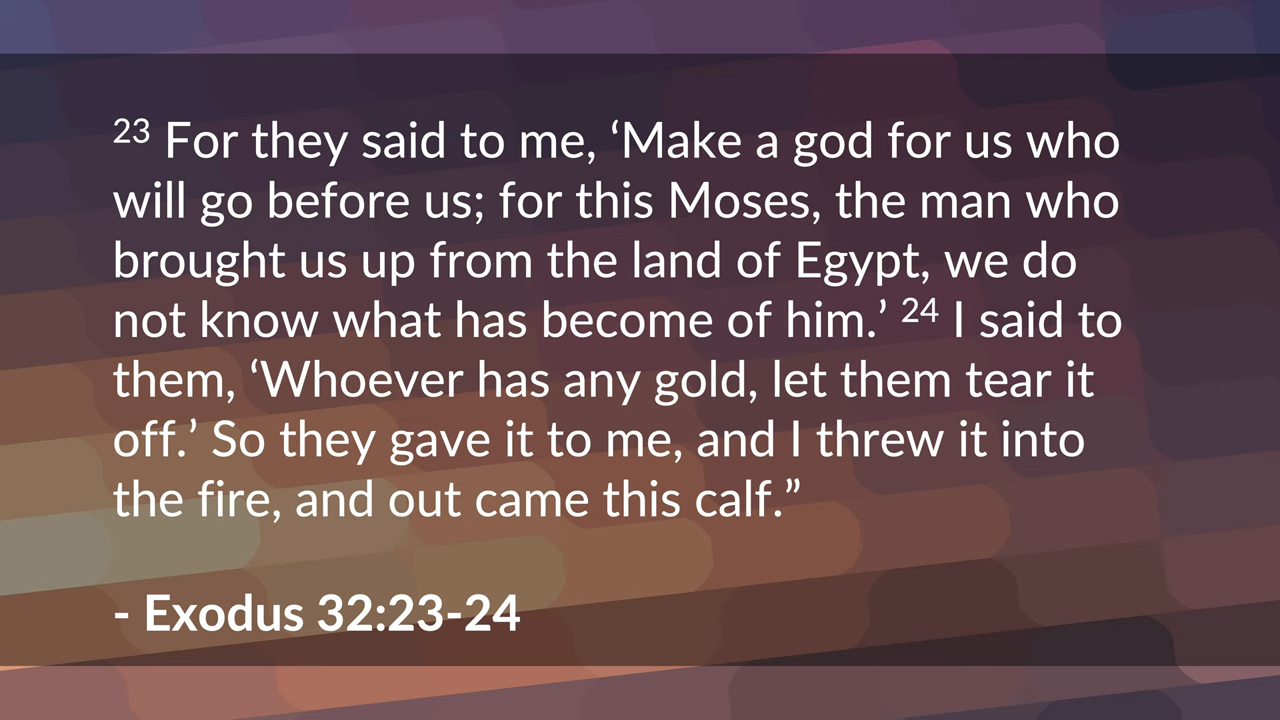 23 For they said to me, ‘Make a god for us who
will go before us; for this Moses, the man who
brought us up from the land of Egypt, we do
not know what has become of him.’ 24 I said to
them, ‘Whoever has any gold, let them tear it
off.’ So they gave it to me, and I threw it into
the fire, and out came this calf.”
- Exodus 32:23-24